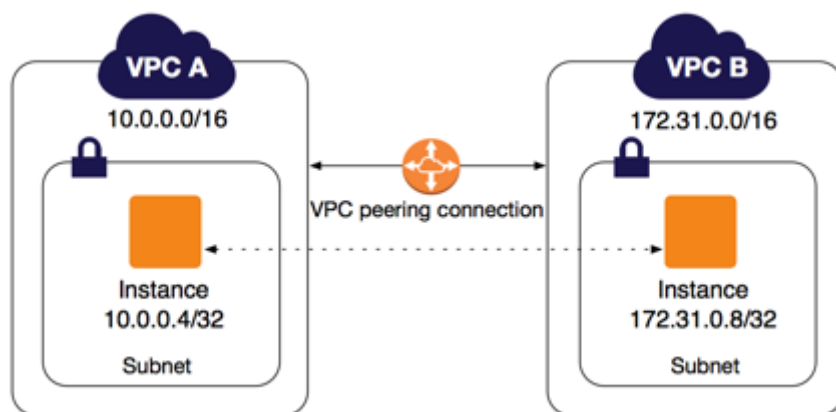 VPC A
10.0.0.0/16
Instance
10.0.0.4/32
Subnet
VPC peering connection
VPC B
172.31.0.0/16
Instance
172.31.0.8/32
Subnet